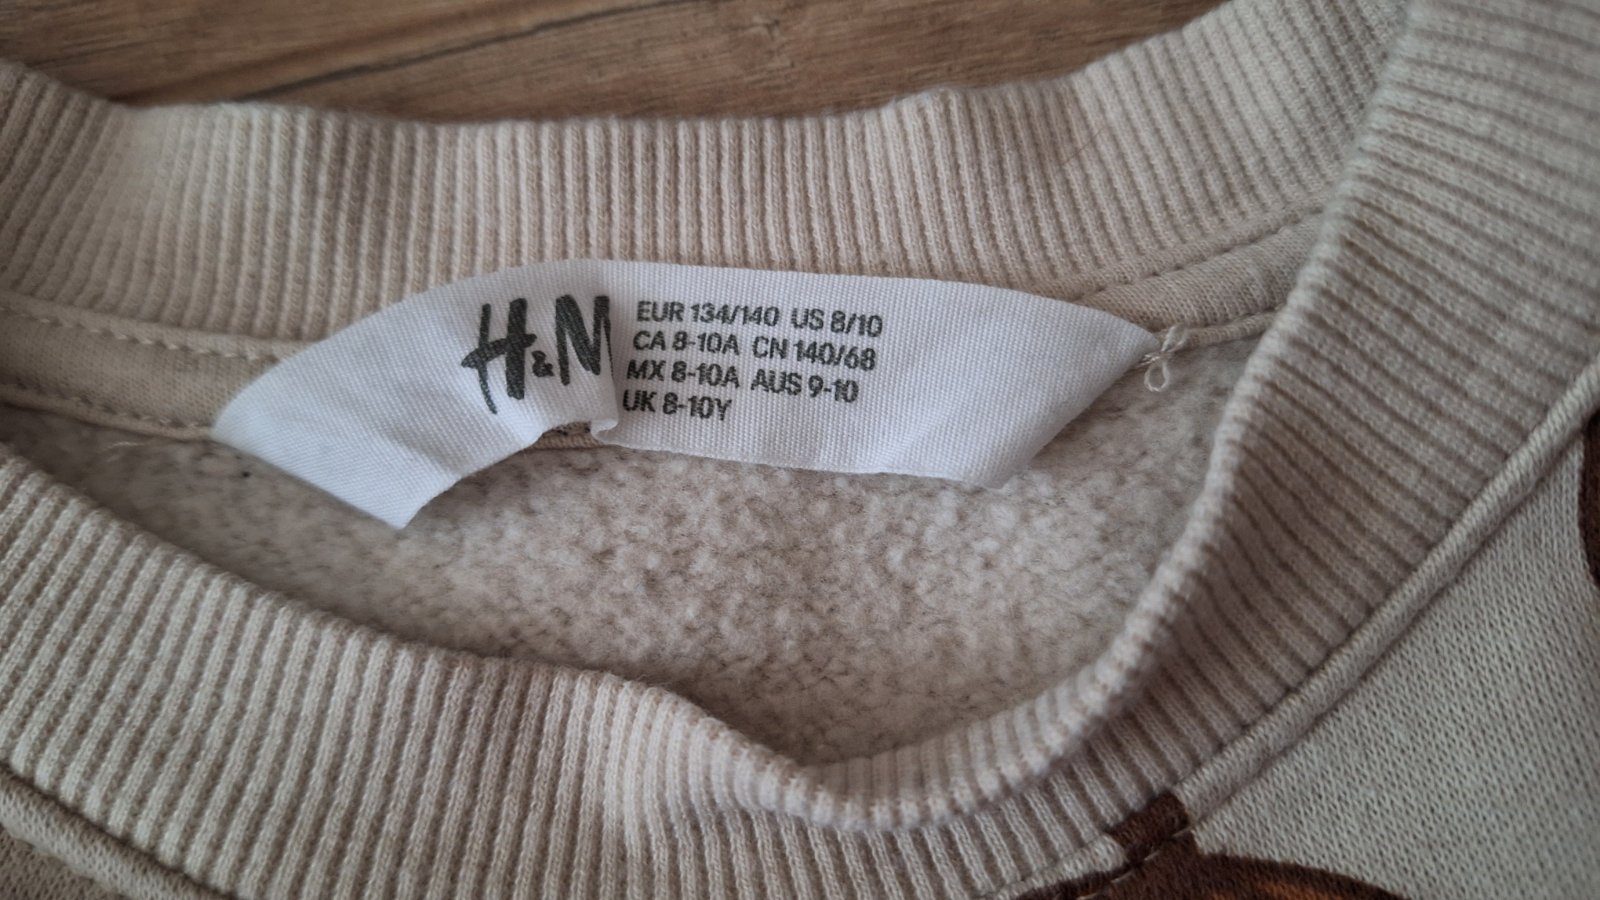 H&M
EUR 134/140 US 8/10
CA 8-10A CN 140/68
MX 8-10A AUS 9-10
UK 8-10Y